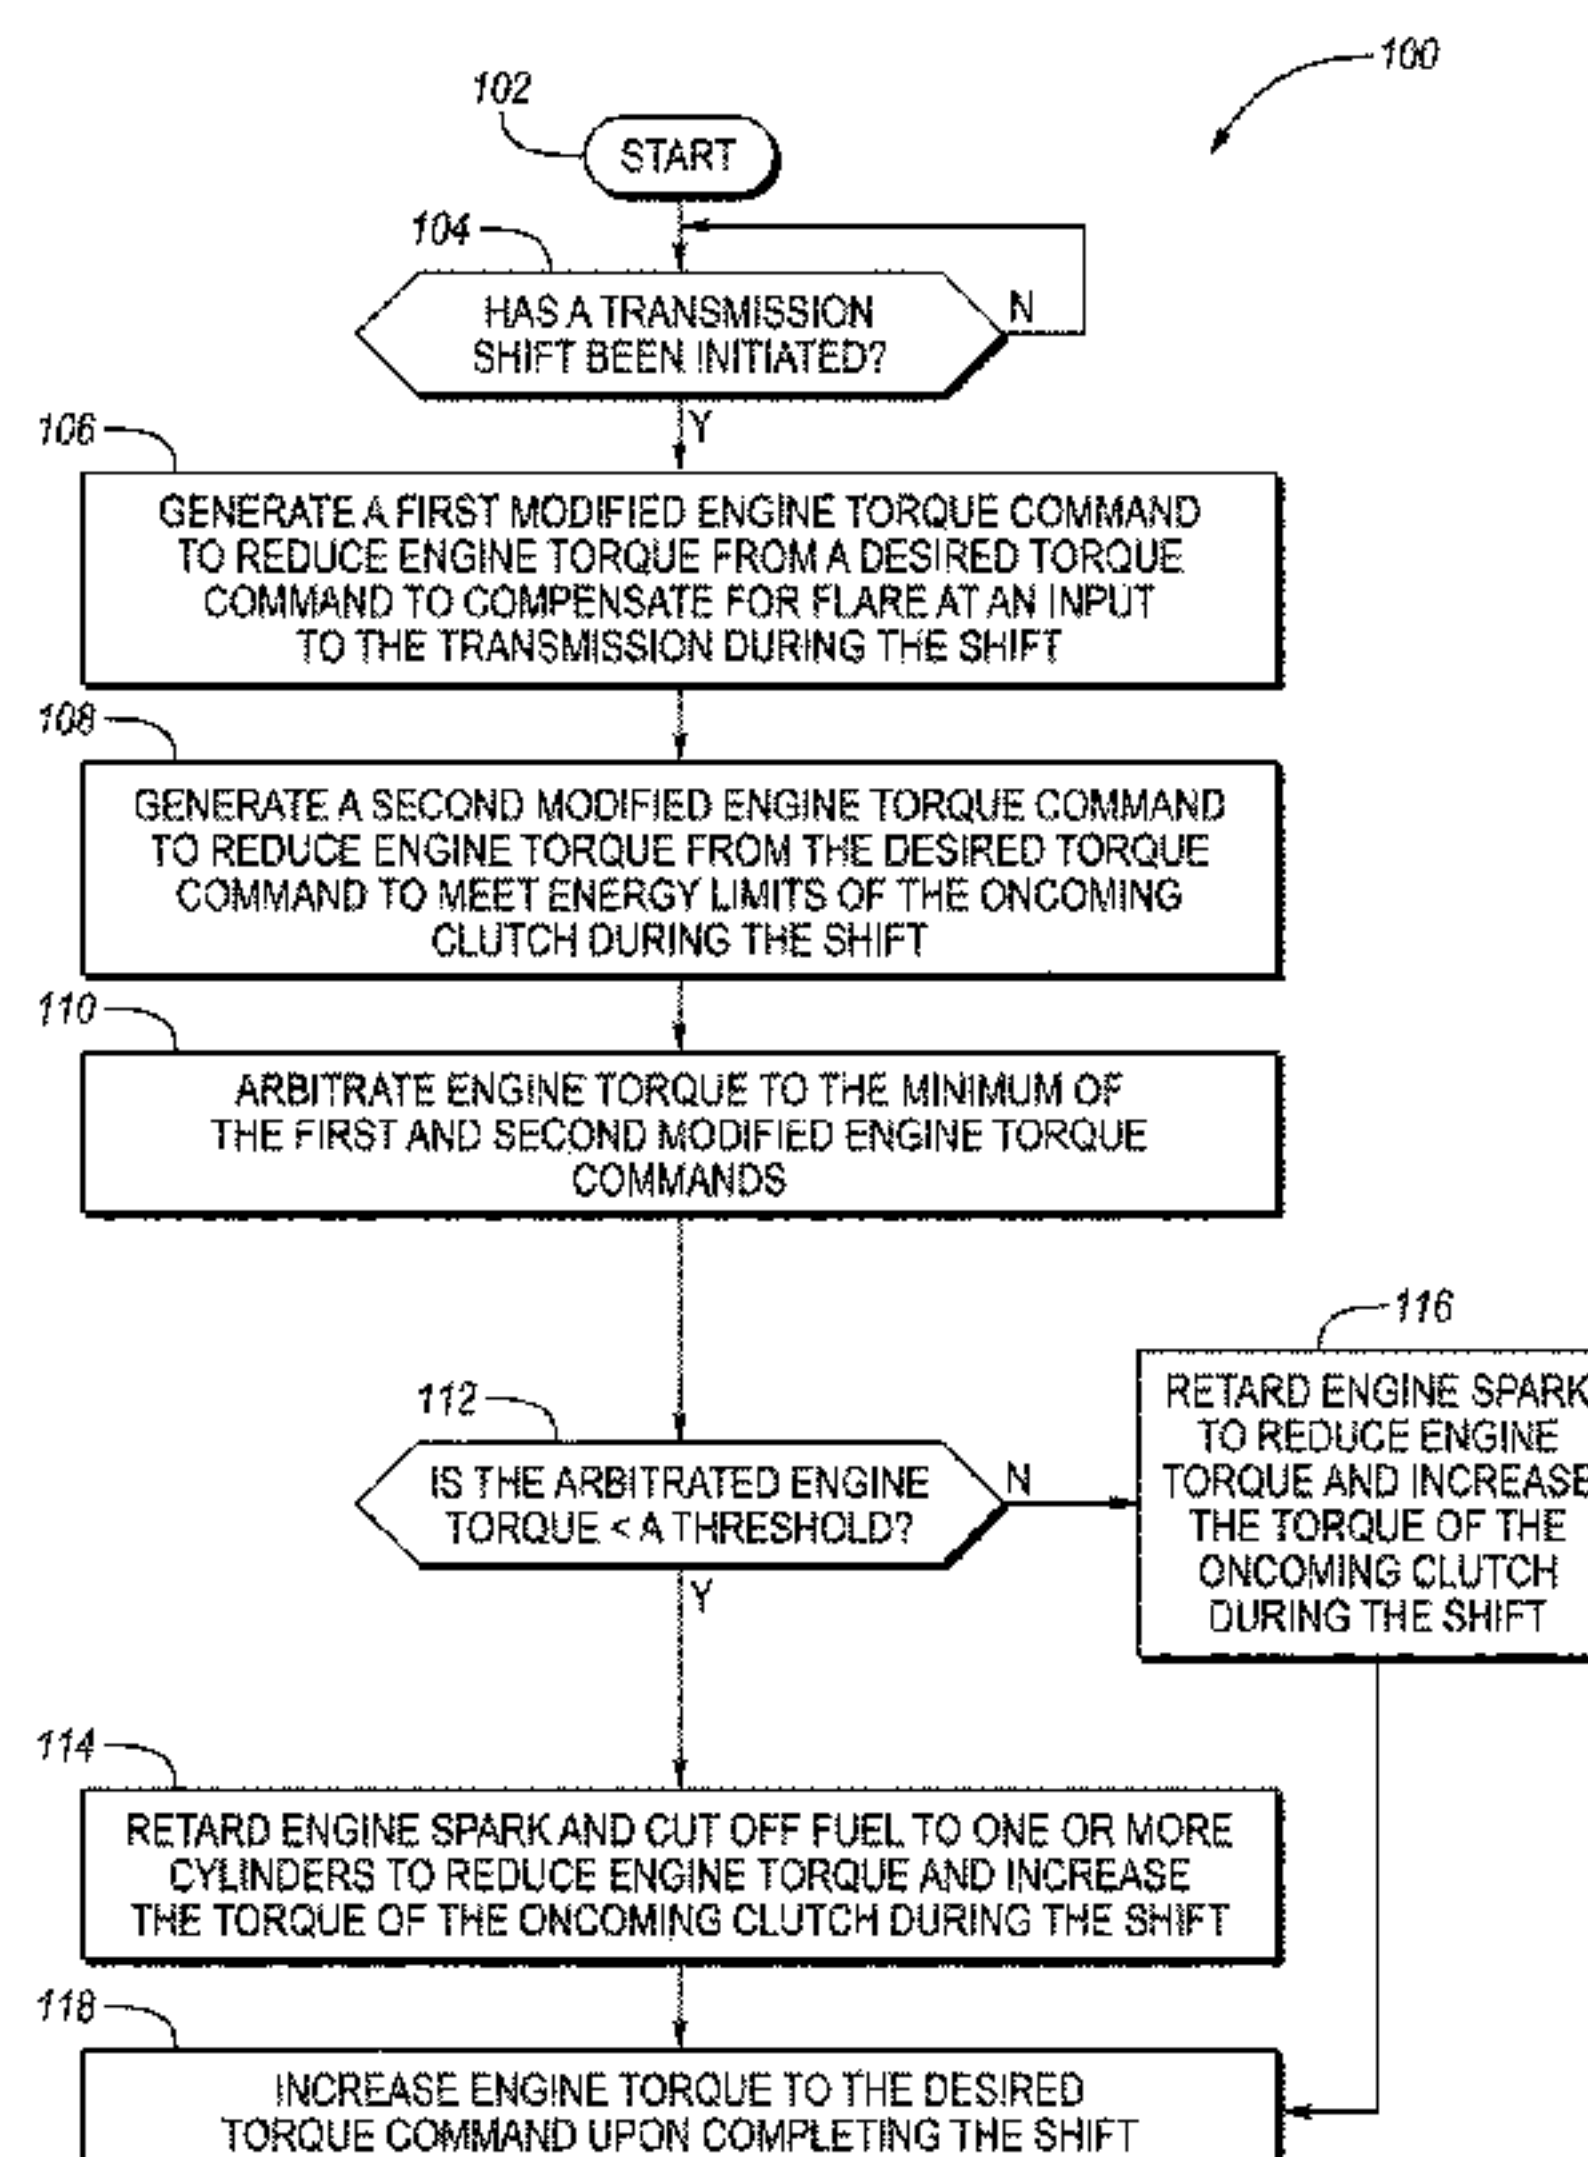 100
102
START
104
HAS A TRANSMISSION
SHIFT BEEN INITIATED?
N
Y
106
GENERATE A FIRST MODIFIED ENGINE TORQUE COMMAND
TO REDUCE ENGINE TORQUE FROM A DESIRED TORQUE
COMMAND TO COMPENSATE FOR FLARE AT AN INPUT
TO THE TRANSMISSION DURING THE SHIFT
108
GENERATE A SECOND MODIFIED ENGINE TORQUE COMMAND
TO REDUCE ENGINE TORQUE FROM THE DESIRED TORQUE
COMMAND TO MEET ENERGY LIMITS OF THE ONCOMING
CLUTCH DURING THE SHIFT
110
ARBITRATE ENGINE TORQUE TO THE MINIMUM OF
THE FIRST AND SECOND MODIFIED ENGINE TORQUE
COMMANDS
112
IS THE ARBITRATED ENGINE
TORQUE < A THRESHOLD?
N
Y
116
RETARD ENGINE SPARK
TO REDUCE ENGINE
TORQUE AND INCREASE
THE TORQUE OF THE
ONCOMING CLUTCH
DURING THE SHIFT
114
RETARD ENGINE SPARK AND CUT OFF FUEL TO ONE OR MORE
CYLINDERS TO REDUCE ENGINE TORQUE AND INCREASE
THE TORQUE OF THE ONCOMING CLUTCH DURING THE SHIFT
118
INCREASE ENGINE TORQUE TO THE DESIRED
TORQUE COMMAND UPON COMPLETING THE SHIFT